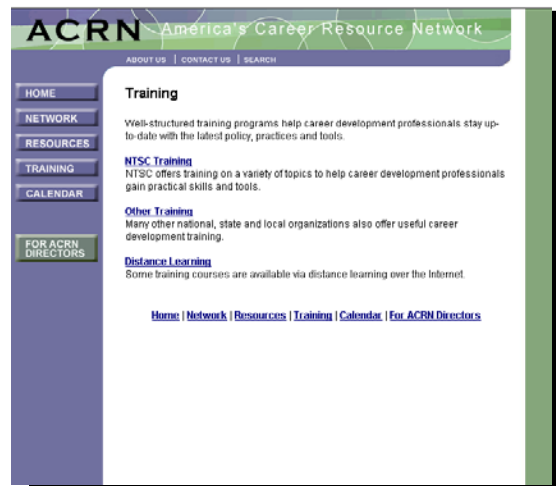 ACRN America's Career Resource Network
ABOUT US | CONTACT US | SEARCH
HOME
NETWORK
RESOURCES
TRAINING
CALENDAR
FOR ACRN
DIRECTORS
Training
Well-structured training programs help career development professionals stay up-
to-date with the latest policy, practices and tools.
NTSC Training
NTSC offers training on a variety of topics to help career development professionals
gain practical skills and tools.
Other Training
Many other national, state and local organizations also offer useful career
development training.
Distance Learning
Some training courses are available via distance learning over the Internet.
Home | Network | Resources | Training | Calendar | For ACRN Directors